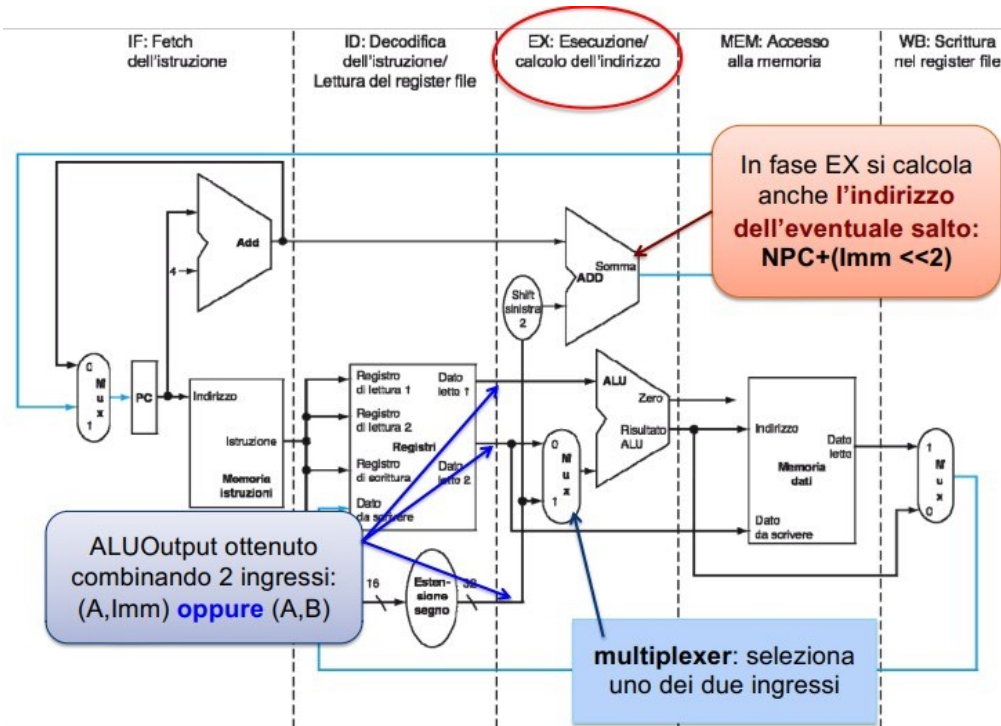 IF: Fetch
dell'istruzione
ID: Decodifica
dell'istruzione/
Lettura del register file
EX: Esecuzione/
calcolo dell'indirizzo
MEM: Accesso
alla memoria
WB: Scrittura
nel register file
In fase EX si calcola
anche l'indirizzo
dell'eventuale salto:
NPC+(Imm <<2)
Add
4
Somma
ADD
Shift
sinistra
2
0
M
u
x
1
PC
Indirizzo
Istruzione
Memoria
istruzioni
Registro
di lettura 1
Dato
letto 1
Registro
di lettura 2
Registri
Registro
di scrittura
Dato
letto 2
Dato
da scrivere
0
M
u
x
1
ALU
Zero
Risultato
ALU
Indirizzo
Dato
letto
Memoria
dati
Dato
da scrivere
1
M
u
x
0
16
Esten-
sione
segno
32
ALUOutput ottenuto
combinando 2 ingressi:
(A,Imm) oppure (A,B)
multiplexer: seleziona
uno dei due ingressi